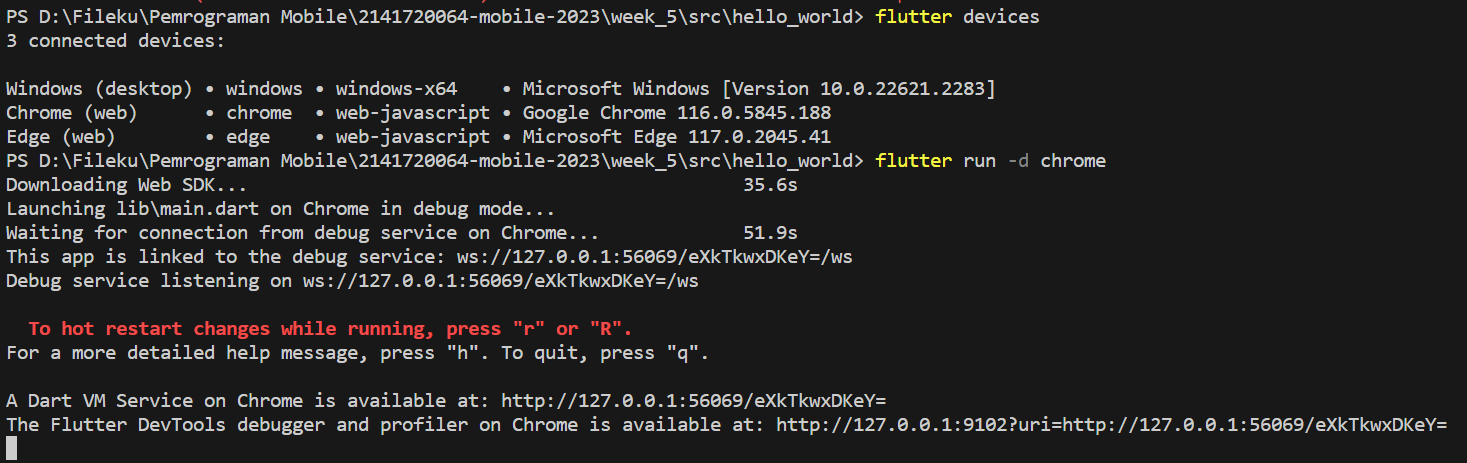 PS D:\Fileku\Pemrograman Mobile\2141720064-mobile-2023\week_5\src\hello_world> flutter devices
3 connected devices:
Windows (desktop) • windows • windows-x64    • Microsoft Windows [Version 10.0.22621.2283]
Chrome (web)      • chrome  • web-javascript • Google Chrome 116.0.5845.188
Edge (web)        • edge    • web-javascript • Microsoft Edge 117.0.2045.41
PS D:\Fileku\Pemrograman Mobile\2141720064-mobile-2023\week_5\src\hello_world> flutter run -d chrome
Downloading Web SDK...                                             35.6s
Launching lib\main.dart on Chrome in debug mode...
Waiting for connection from debug service on Chrome...             51.9s
This app is linked to the debug service: ws://127.0.0.1:56069/eXkTkwxDKeY=/ws
Debug service listening on ws://127.0.0.1:56069/eXkTkwxDKeY=/ws
To hot restart changes while running, press "r" or "R".
For a more detailed help message, press "h". To quit, press "q".
A Dart VM Service on Chrome is available at: http://127.0.0.1:56069/eXkTkwxDKeY=
The Flutter DevTools debugger and profiler on Chrome is available at: http://127.0.0.1:9102?uri=http://127.0.0.1:56069/eXkTkwxDKeY=